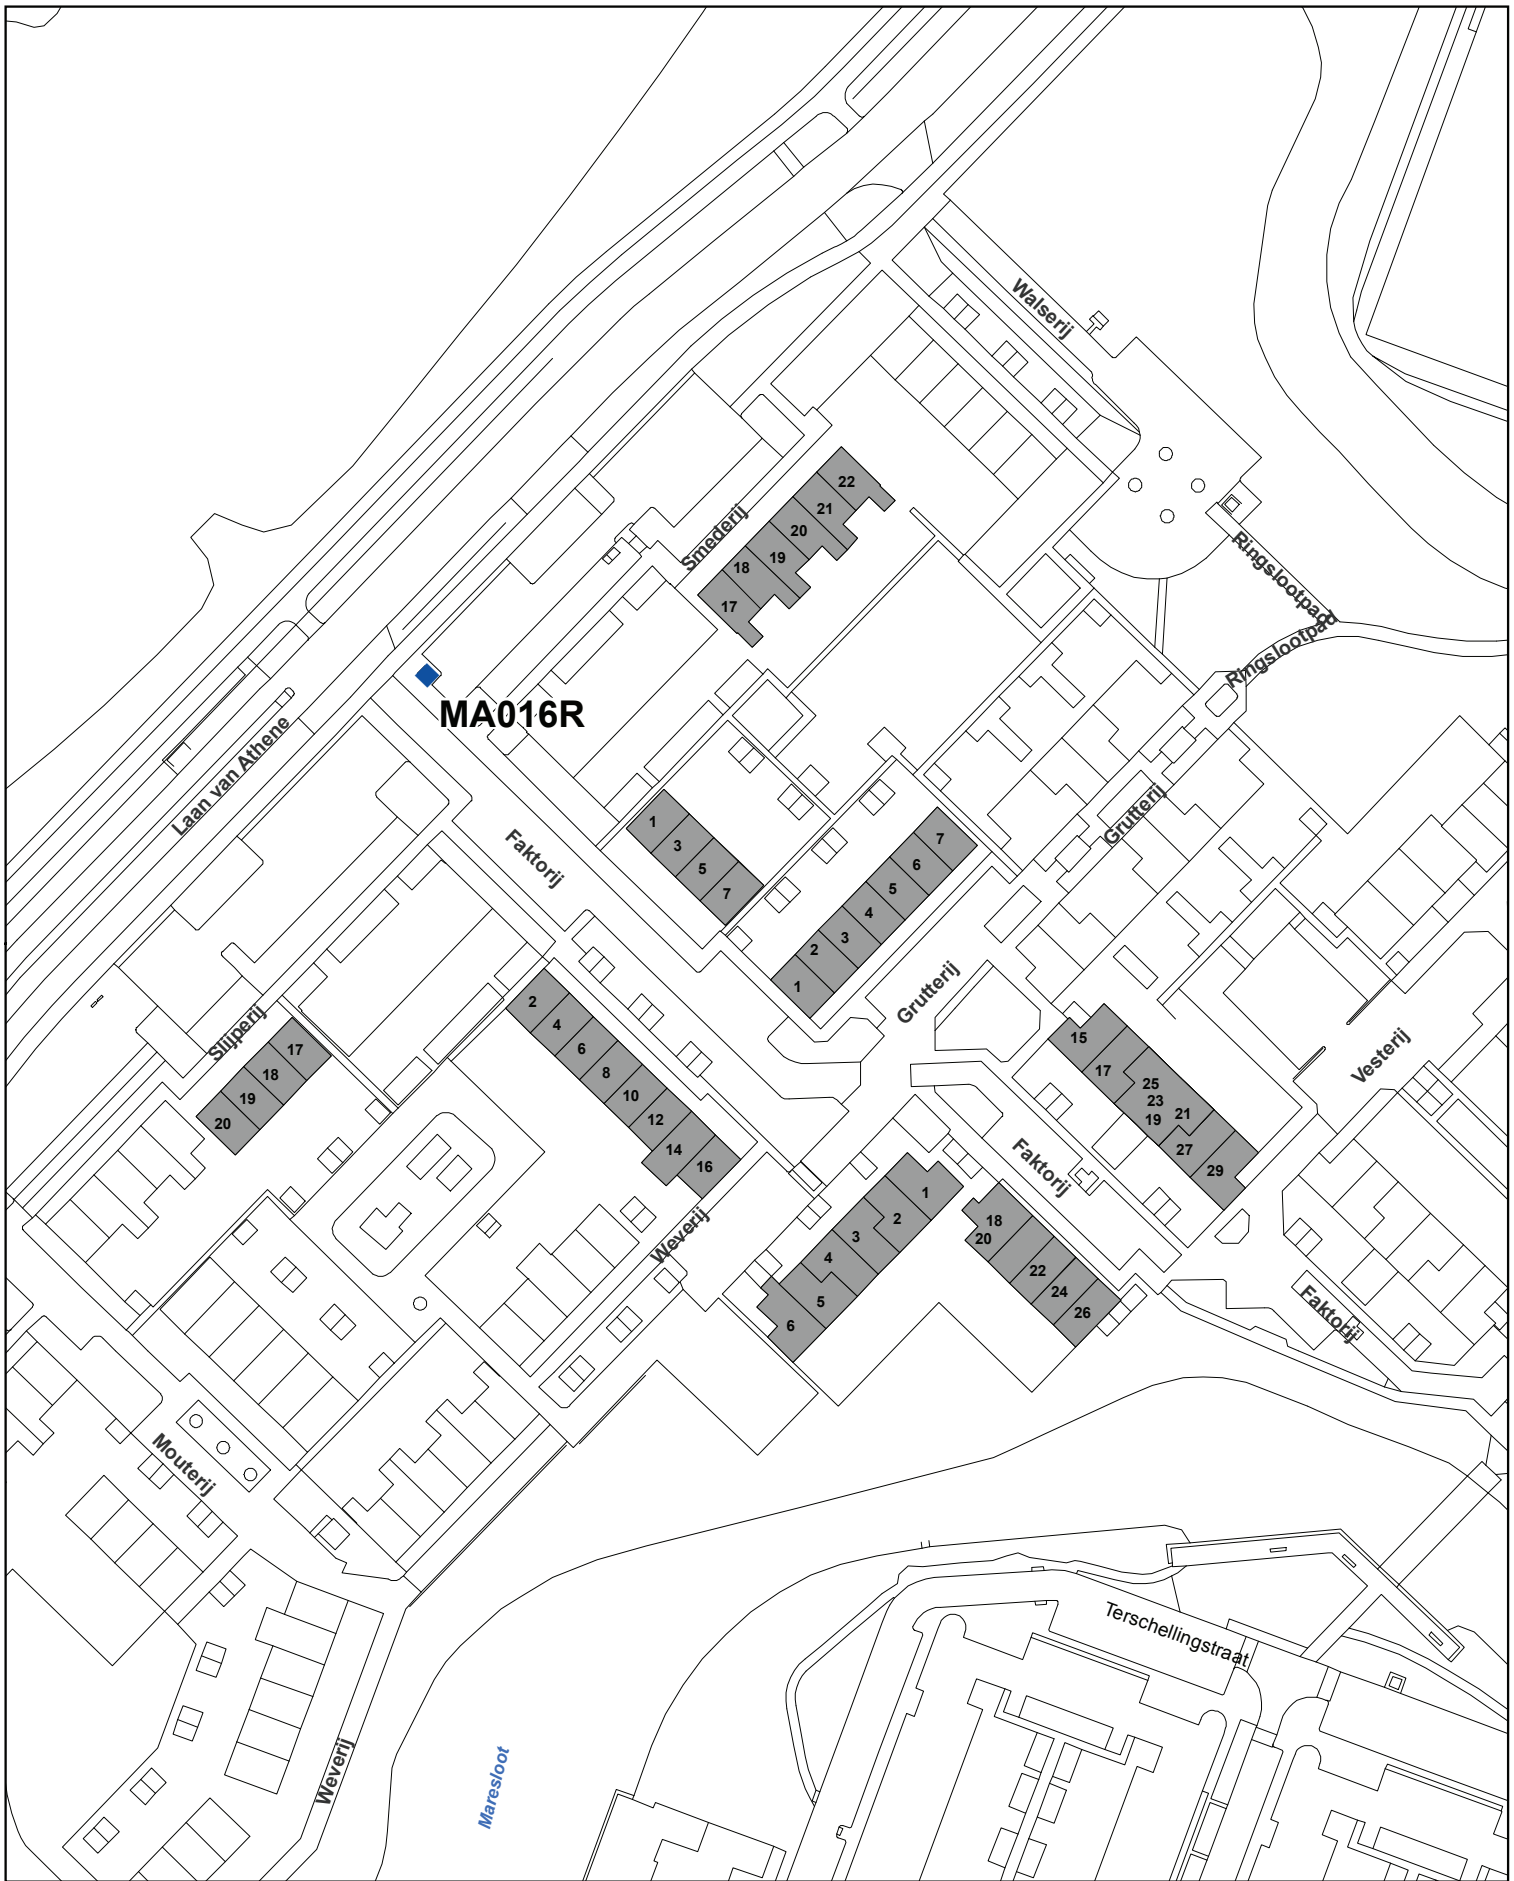 Walserij
22
21
20
19
18
17
Smederij
Ringslootpad
Ringslootpad
MA016R
Laan van Athene
Faktorij
1
3
5
7
7
6
5
4
3
2
1
Grutterij
Grutterij
Slijperij
17
18
19
20
2
4
6
8
10
12
14
16
15
17
25
23
19
21
27
29
Vesterij
Faktorij
Weverij
1
2
3
4
5
6
18
20
22
24
26
Faktorij
Mouterij
Terschellingstraat
Weverij
Maresloot